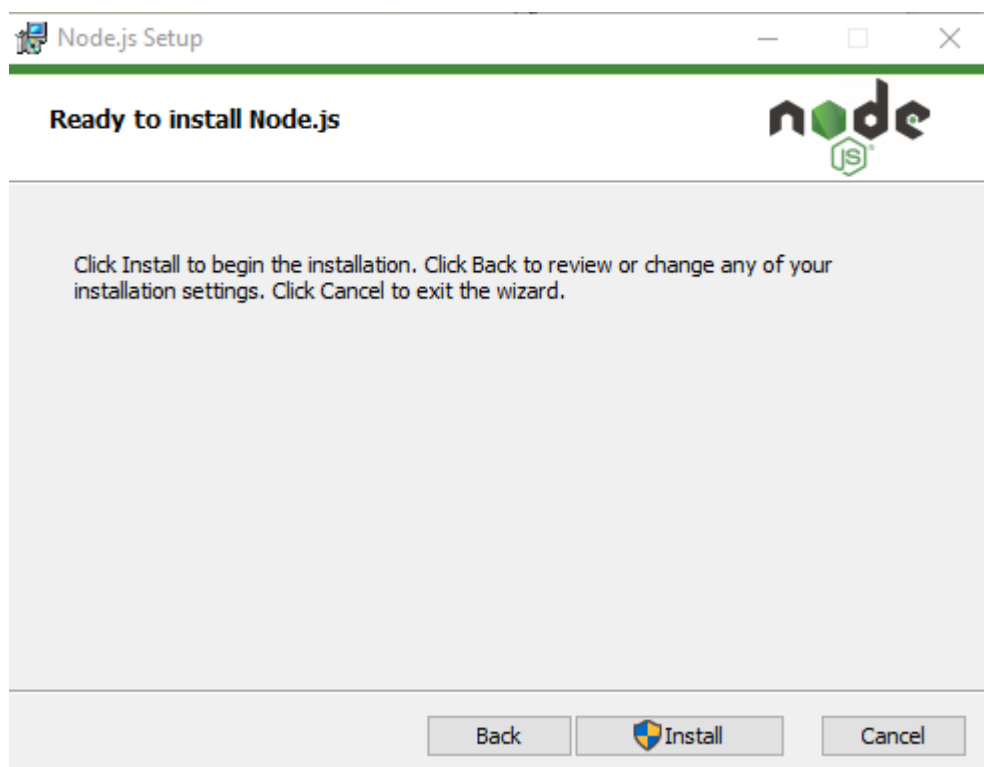 Node.js Setup
Ready to install Node.js
node
JS
Click Install to begin the installation. Click Back to review or change any of your
installation settings. Click Cancel to exit the wizard.
Back
Install
Cancel